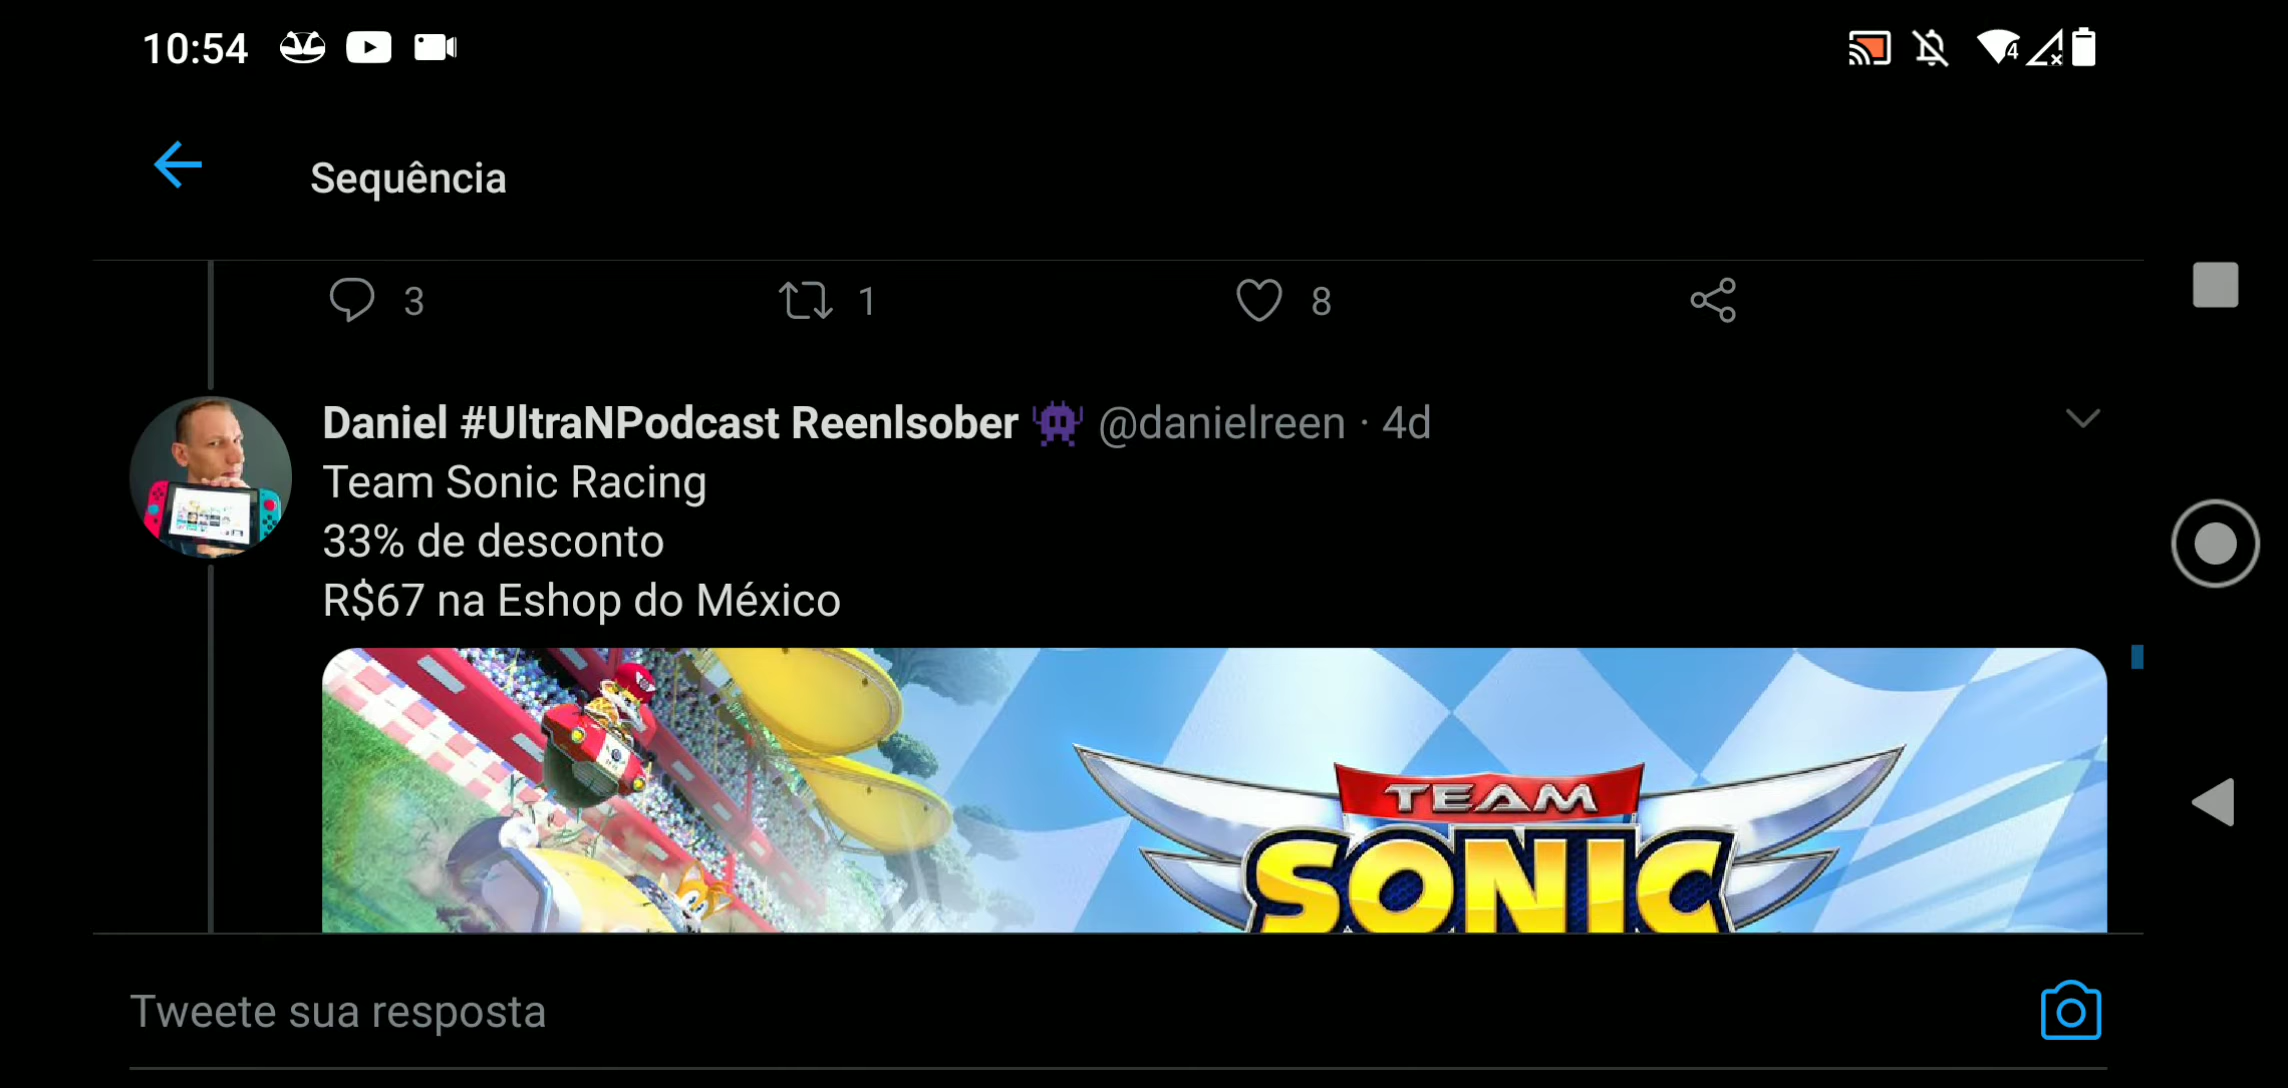 10:54
4
Sequência
3 1 8
Daniel #UltraNPodcast Reenlsober 👾 @danielreen · 4d
Team Sonic Racing
33% de desconto
R$67 na Eshop do México
TEAM
SONIC
Tweete sua resposta